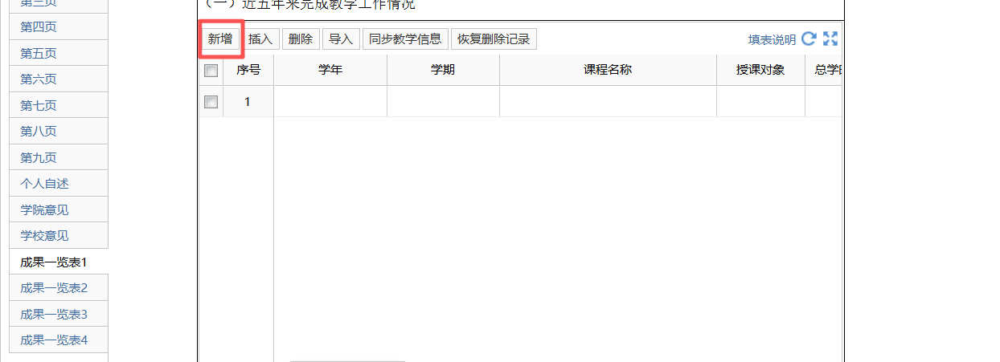 第三页
第四页
第五页
第六页
第七页
第八页
第九页
个人自述
学院意见
学校意见
成果一览表1
成果一览表2
成果一览表3
成果一览表4
（一）近五年来完成教学工作情况
新增 插入 删除 导入 同步教学信息 恢复删除记录 填表说明
序号 学年 学期 课程名称 授课对象 总学时
1